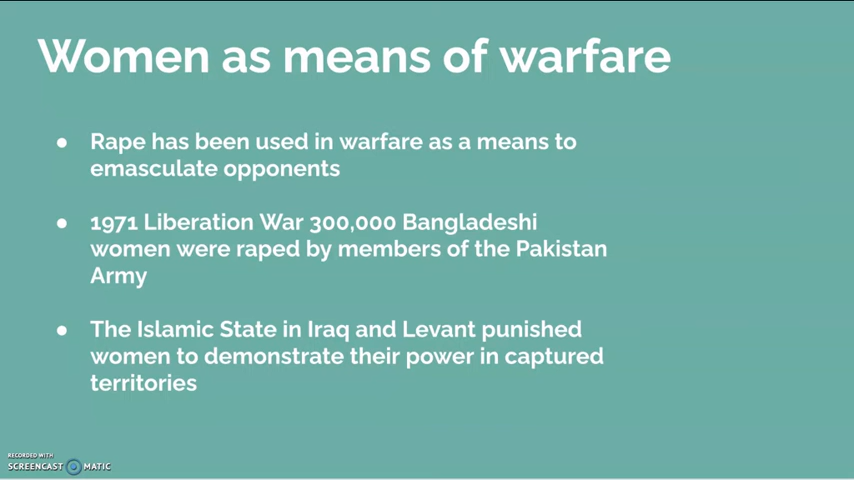 Women as means of warfare
● Rape has been used in warfare as a means to
emasculate opponents
● 1971 Liberation War 300,000 Bangladeshi
women were raped by members of the Pakistan
Army
● The Islamic State in Iraq and Levant punished
women to demonstrate their power in captured
territories
RECORDED WITH
SCREENCAST MATIC